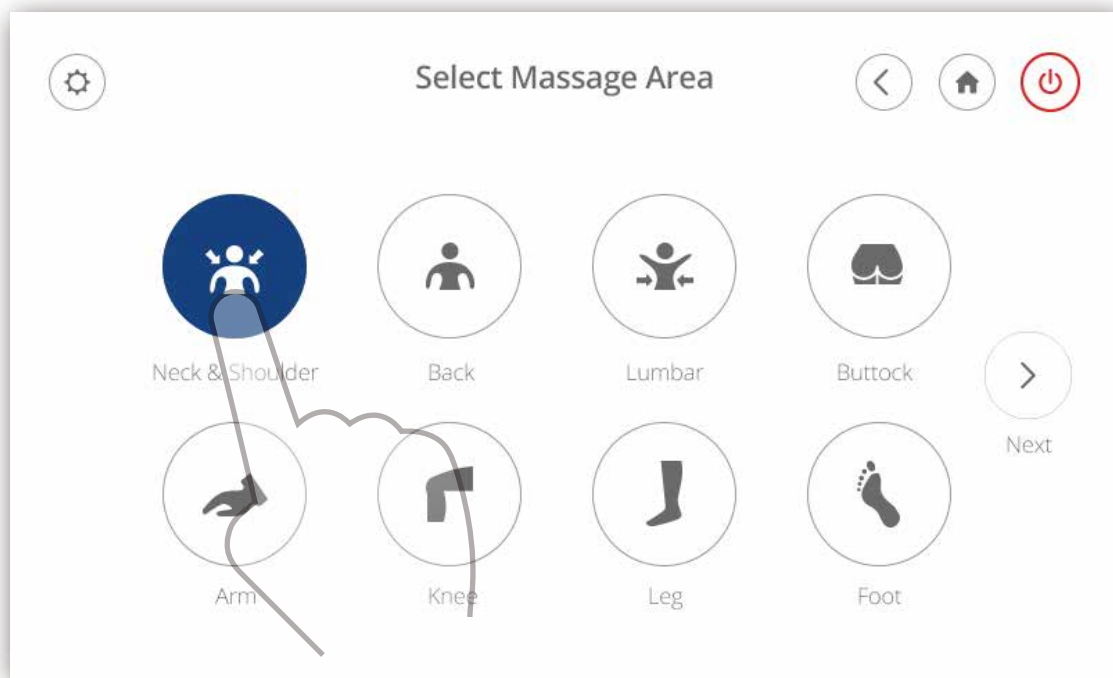 Select Massage Area
Neck & Shoulder
Back
Lumbar
Buttock
Next
Arm
Knee
Leg
Foot